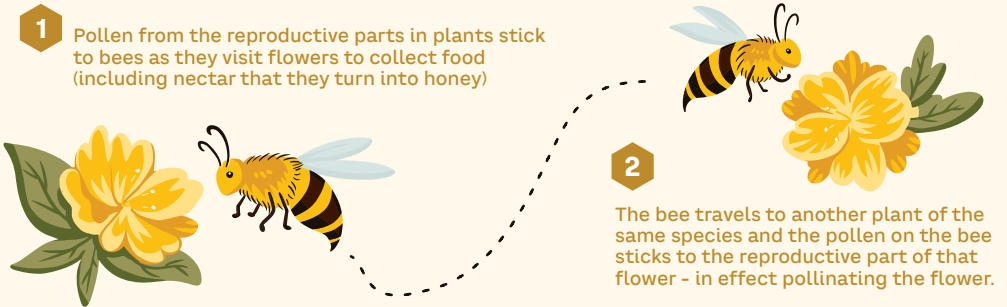 1
Pollen from the reproductive parts in plants stick
to bees as they visit flowers to collect food
(including nectar that they turn into honey)
2
The bee travels to another plant of the
same species and the pollen on the bee
sticks to the reproductive part of that
flower - in effect pollinating the flower.